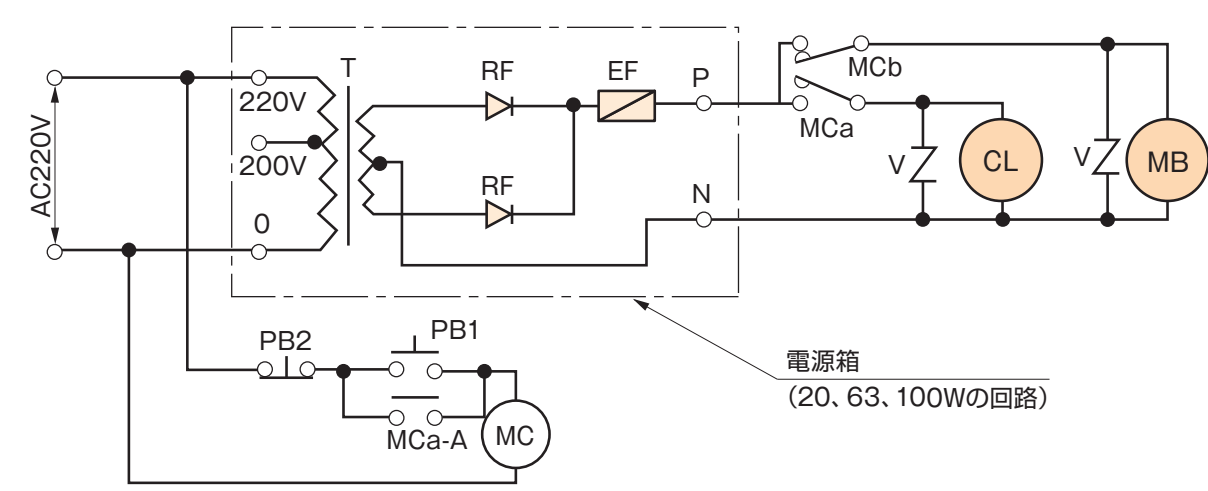 T
RF
EF
P
MCb
220V
MCa
AC220V
200V
V
CL
V
MB
RF
N
0
PB2
PB1
電源箱
（20、63、100Wの回路）
MCa-A
MC